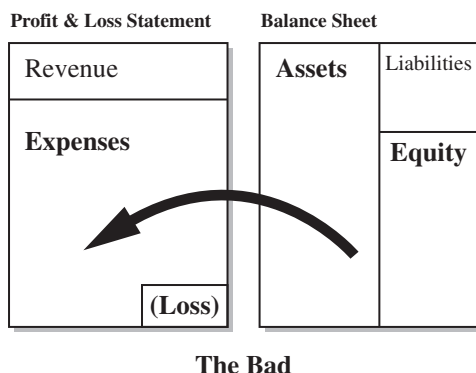 Profit & Loss Statement
Revenue
Expenses
(Loss)
Balance Sheet
Assets
Liabilities
Equity
The Bad